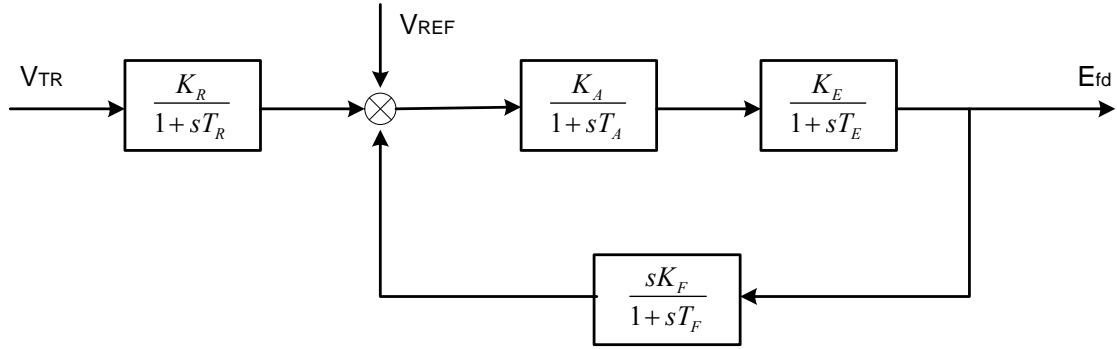 VREF
VTR
K_R
1 + sT_R
K_A
1 + sT_A
K_E
1 + sT_E
Efd
sK_F
1 + sT_F